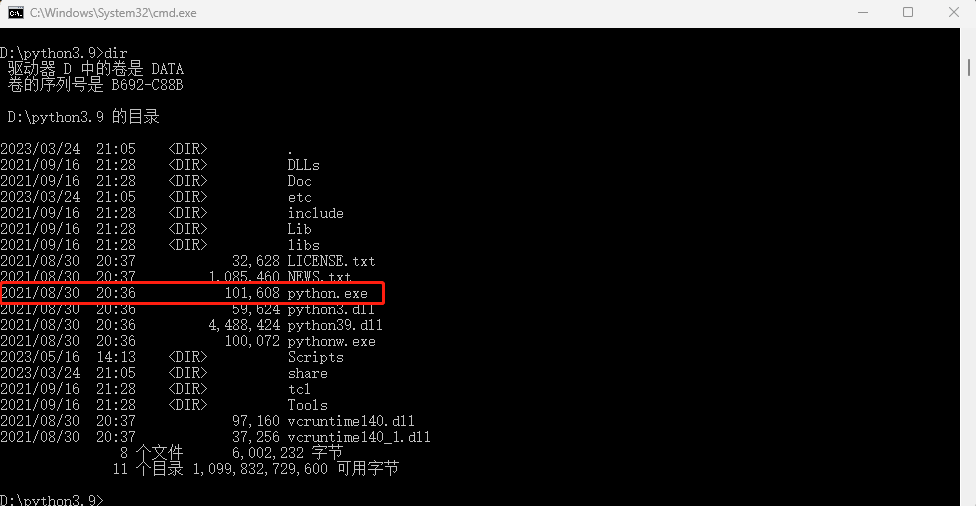 C:\Windows\System32\cmd.exe
D:\python3.9>dir
驱动器 D 中的卷是 DATA
卷的序列号是 B692-C88B
D:\python3.9 的目录
2023/03/24  21:05    <DIR>          .
2021/09/16  21:28    <DIR>          DLLs
2021/09/16  21:28    <DIR>          Doc
2023/03/24  21:05    <DIR>          etc
2021/09/16  21:28    <DIR>          include
2021/09/16  21:28    <DIR>          Lib
2021/09/16  21:28    <DIR>          libs
2021/08/30  20:37            32,628 LICENSE.txt
2021/08/30  20:37         1,085,460 NEWS.txt
2021/08/30  20:36           101,608 python.exe
2021/08/30  20:36            59,624 python3.dll
2021/08/30  20:36         4,488,424 python39.dll
2021/08/30  20:36           100,072 pythonw.exe
2023/05/16  14:13    <DIR>          Scripts
2023/03/24  21:05    <DIR>          share
2021/09/16  21:28    <DIR>          tcl
2021/09/16  21:28    <DIR>          Tools
2021/08/30  20:37            97,160 vcruntime140.dll
2021/08/30  20:37            37,256 vcruntime140_1.dll
8 个文件      6,002,232 字节
11 个目录 1,099,832,729,600 可用字节
D:\python3.9>